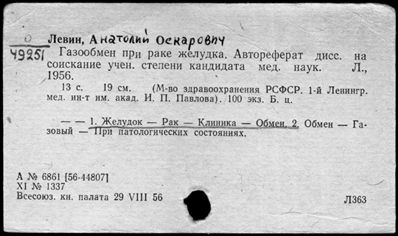 О
49251
Левин, Анатолий Оскарович
Газообмен при раке желудка. Автореферат дисс. на
соискание учен. степени кандидата мед. наук. Л.,
1956.
13 с. 19 см. (М-во здравоохранения РСФСР. 1-й Ленингр.
мед. ин-т им. акад. И. П. Павлова). 100 экз. Б. ц.
— — 1. Желудок — Рак — Клиника — Обмен. 2. Обмен — Га-
зовый — При патологических состояниях.
А № 6861 [56-44807]
XI № 1337
Всесоюз. кн. палата 29 VIII 56
Л363